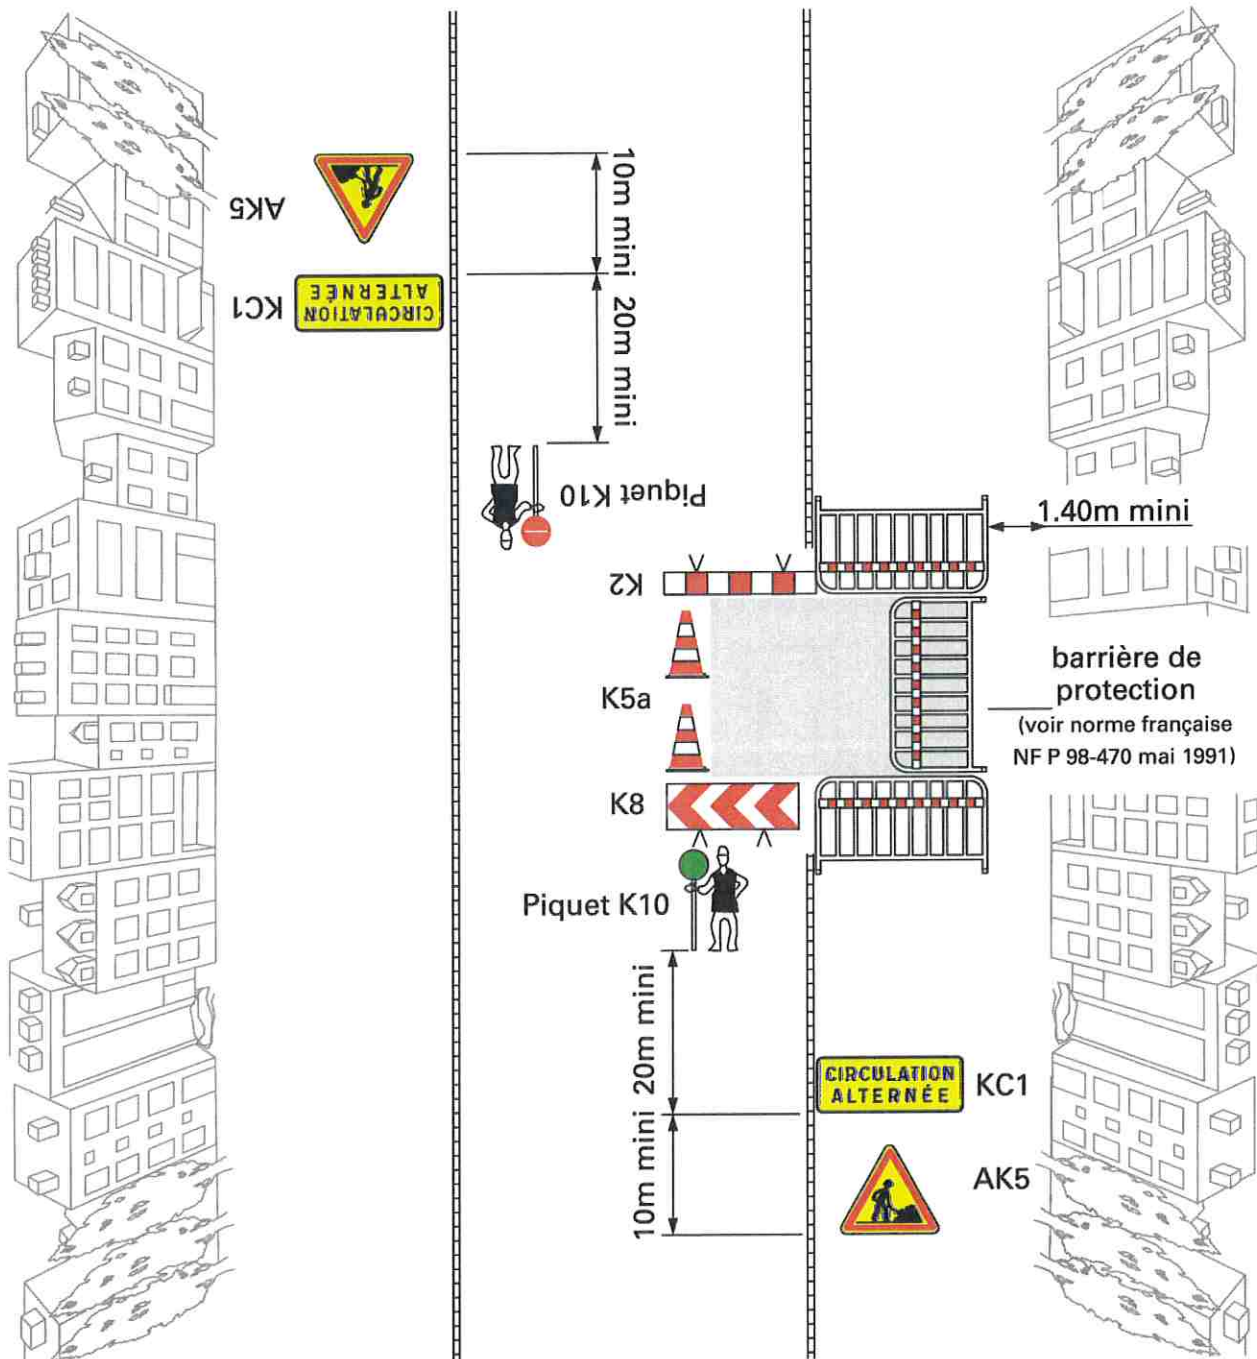 10m mini
AK5
CIRCULATION
ALTERNÉE
KC1
20m mini
Piquet K10
1.40m mini
K2
K5a
barrière de
protection
(voir norme française
NF P 98-470 mai 1991)
K8
Piquet K10
20m mini
CIRCULATION
ALTERNÉE
KC1
10m mini
AK5